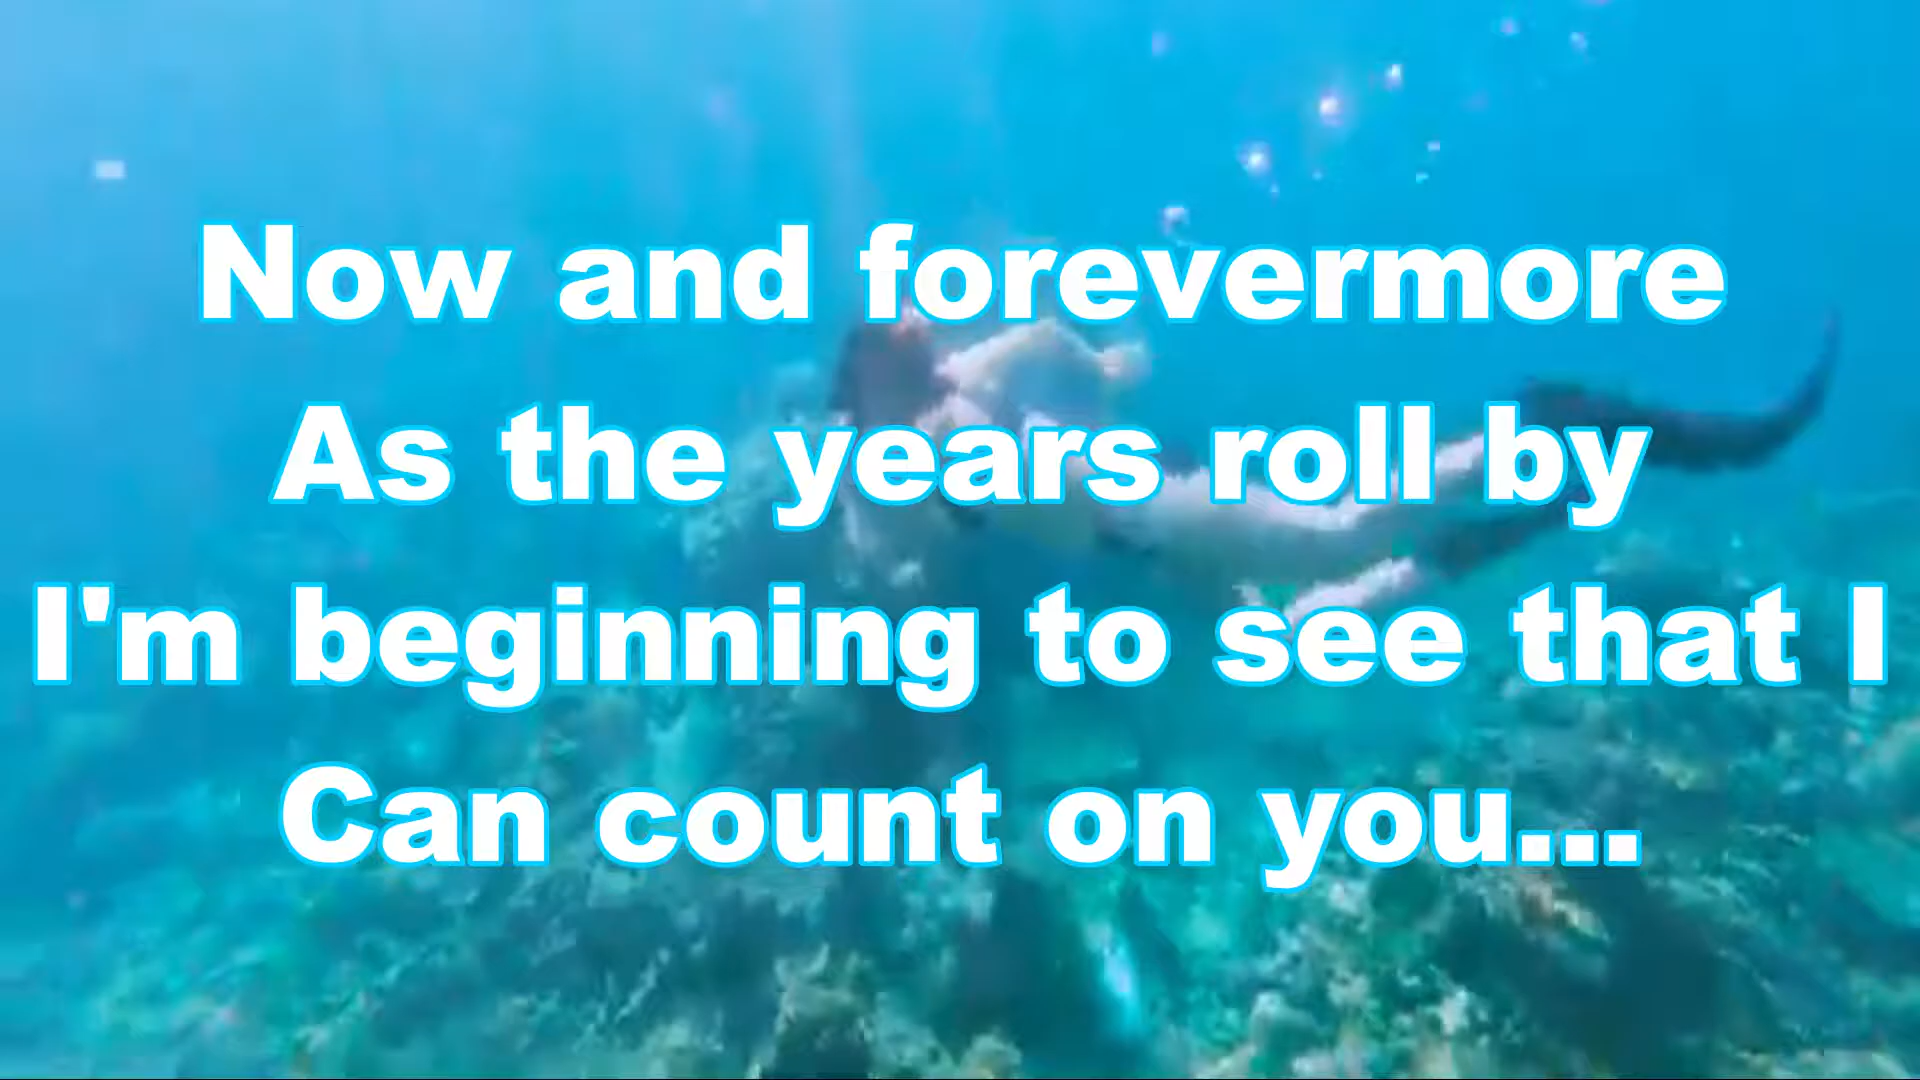 Now and forevermore
As the years roll by
I'm beginning to see that I
Can count on you...